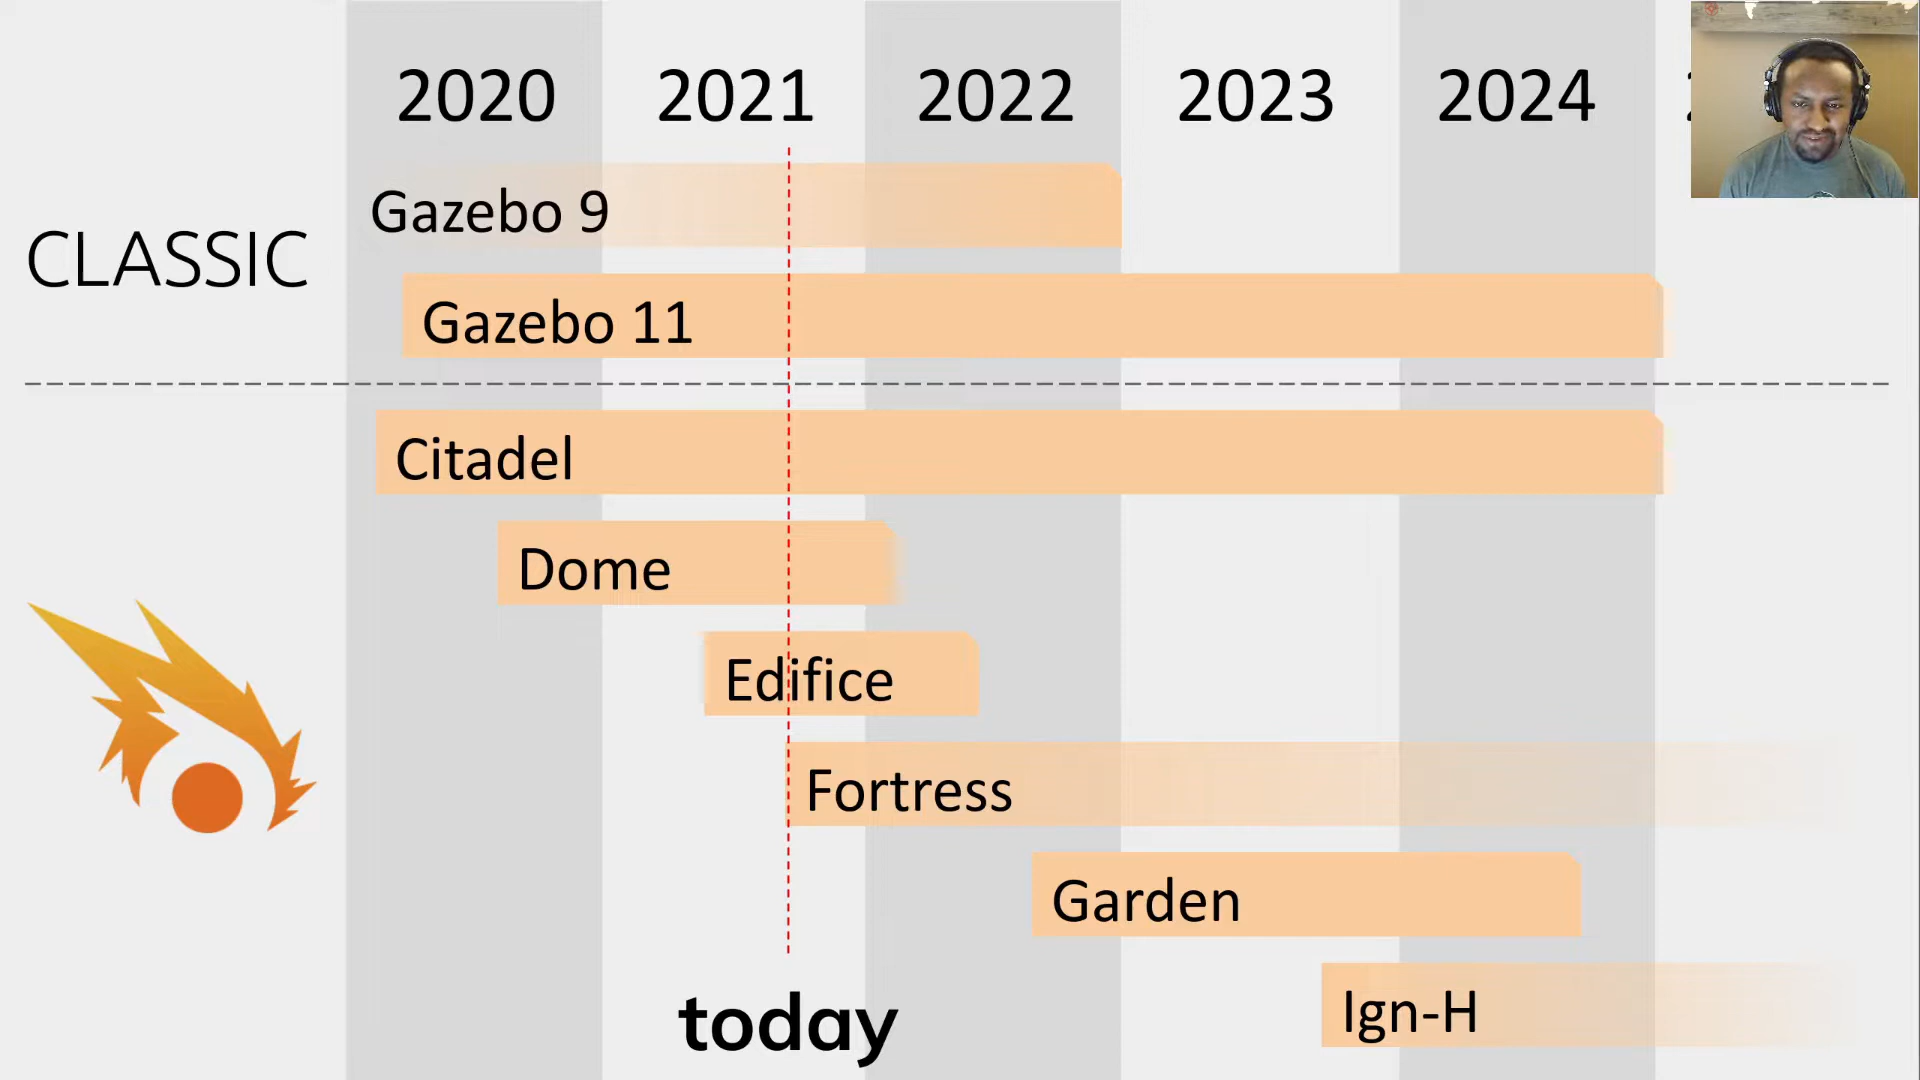 2020 2021 2022 2023 2024
Gazebo 9
CLASSIC
Gazebo 11
Citadel
Dome
Edifice
Fortress
Garden
Ign-H
today